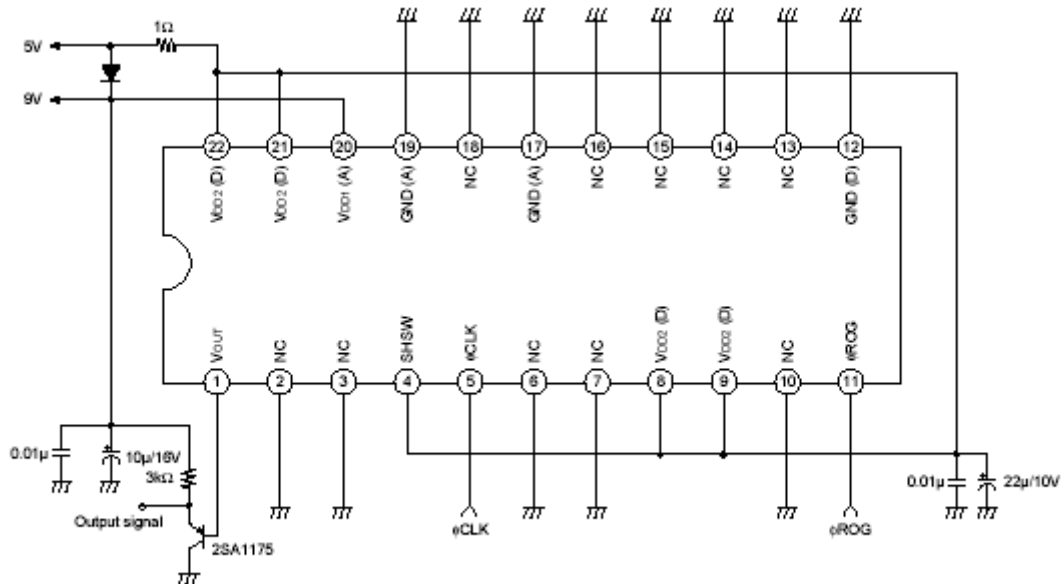 1Ω
5V
9V
22 21 20 19 18 17 16 15 14 13 12
VDD2 (D)
VDD2 (D)
VDD1 (A)
GND (A)
NC
GND (A)
NC
NC
NC
NC
GND (D)
VOUT
NC
NC
SHSW
φCLK
NC
NC
VDD2 (D)
VDD2 (D)
NC
φROG
1 2 3 4 5 6 7 8 9 10 11
0.01μ
10μ/16V
3kΩ
0.01μ
22μ/10V
Output signal
2SA1175
φCLK
φROG